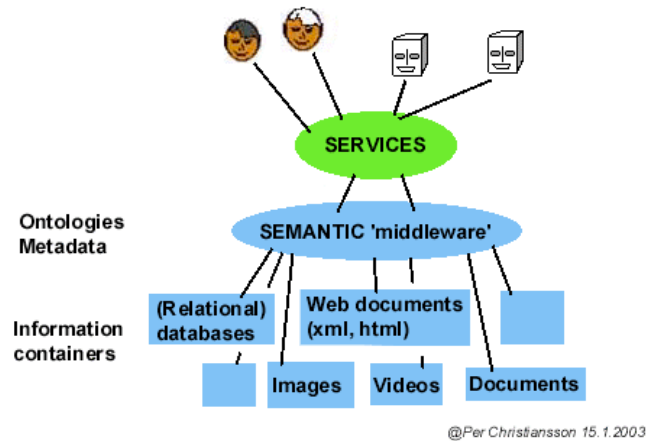 SERVICES
Ontologies
Metadata
SEMANTIC 'middleware'
Information
containers
(Relational)
databases
Web documents
(xml, html)
Images
Videos
Documents
@Per Christiansson 15.1.2003